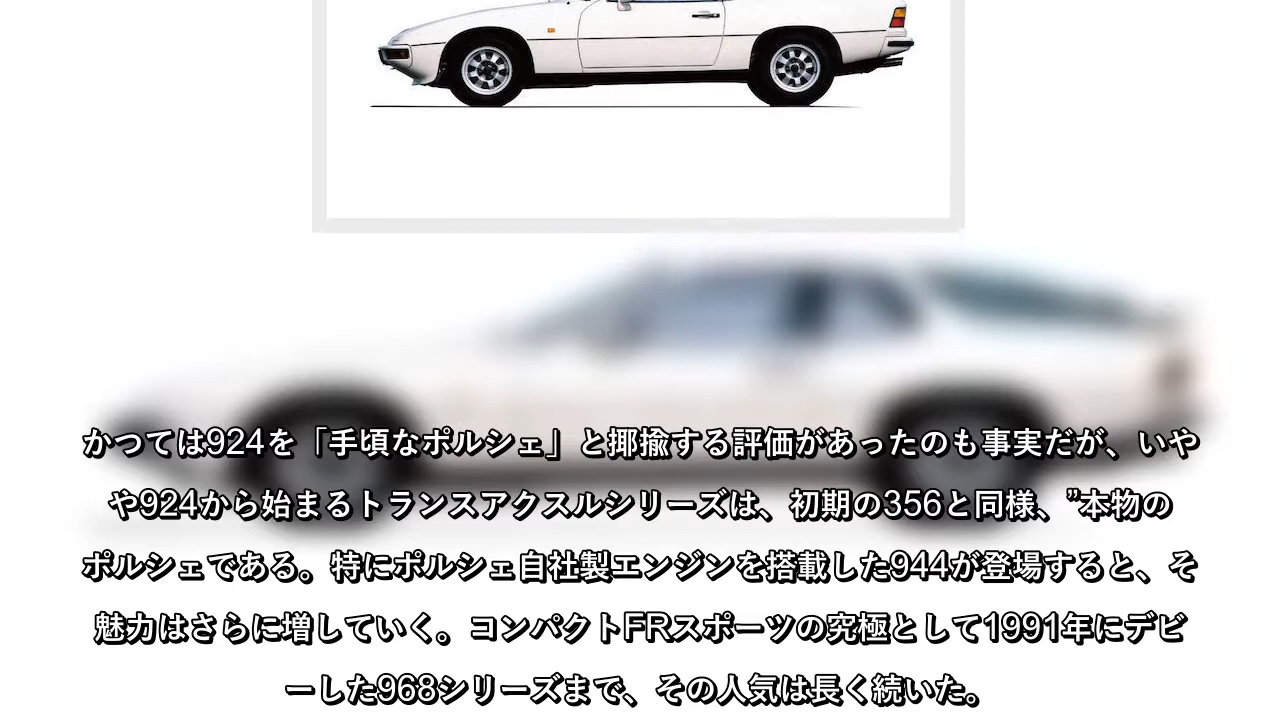 かつては924を「手頃なポルシェ」と揶揄する評価があったのも事実だが、いや
や924から始まるトランスアクスルシリーズは、初期の356と同様、”本物の
ポルシェである。特にポルシェ自社製エンジンを搭載した944が登場すると、そ
魅力はさらに増していく。コンパクトFRスポーツの究極として1991年にデビ
ーした968シリーズまで、その人気は長く続いた。